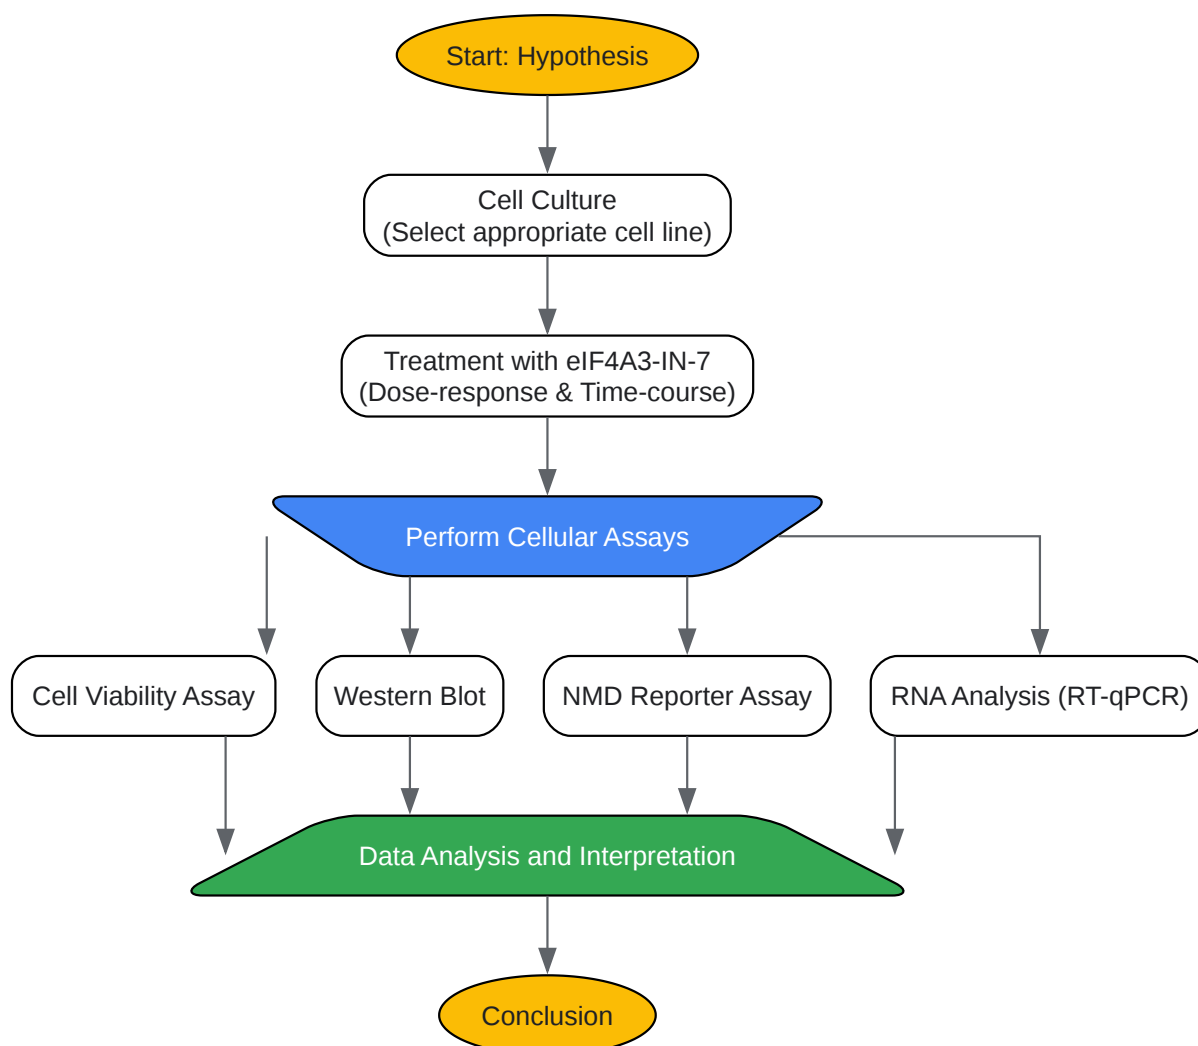 Start: Hypothesis
Cell Culture
(Select appropriate cell line)
Treatment with eIF4A3-IN-7
(Dose-response & Time-course)
Perform Cellular Assays
Cell Viability Assay
Western Blot
NMD Reporter Assay
RNA Analysis (RT-qPCR)
Data Analysis and Interpretation
Conclusion